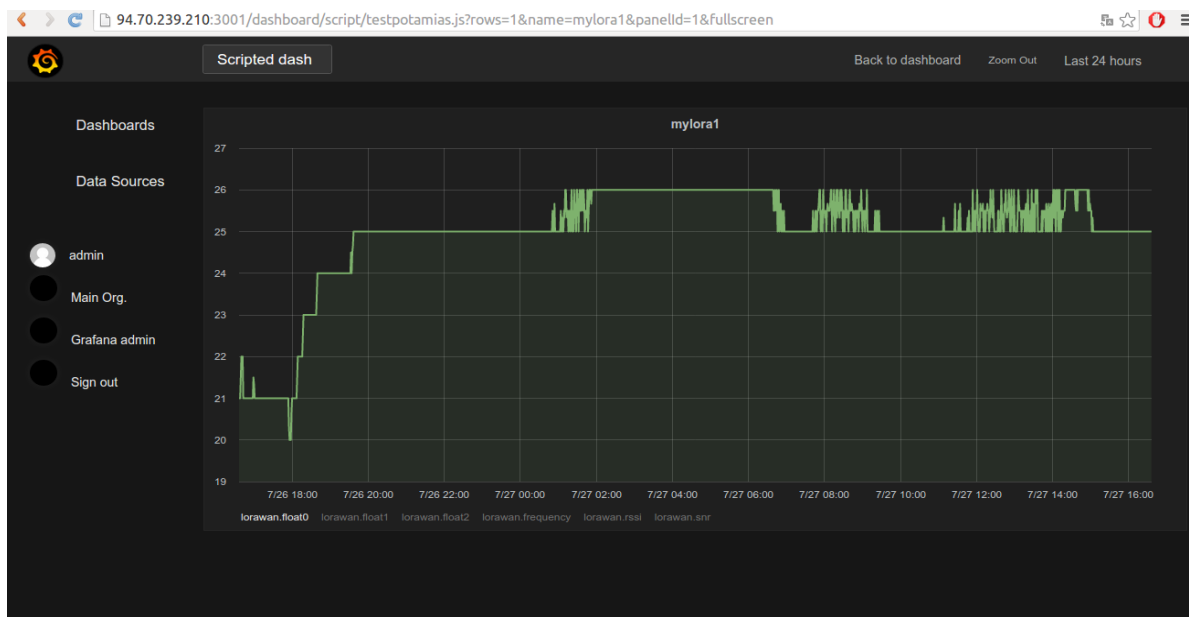 94.70.239.210:3001/dashboard/script/testpotamias.js?rows=1&name=mylora1&panelId=1&fullscreen
Scripted dash
Back to dashboard Zoom Out Last 24 hours
Dashboards
Data Sources
admin
Main Org.
Grafana admin
Sign out
mylora1
27
26
25
24
23
22
21
20
19
7/26 18:00 7/26 20:00 7/26 22:00 7/27 00:00 7/27 02:00 7/27 04:00 7/27 06:00 7/27 08:00 7/27 10:00 7/27 12:00 7/27 14:00 7/27 16:00
lorawan.float0 lorawan.float1 lorawan.float2 lorawan.frequency lorawan.rssi lorawan.snr